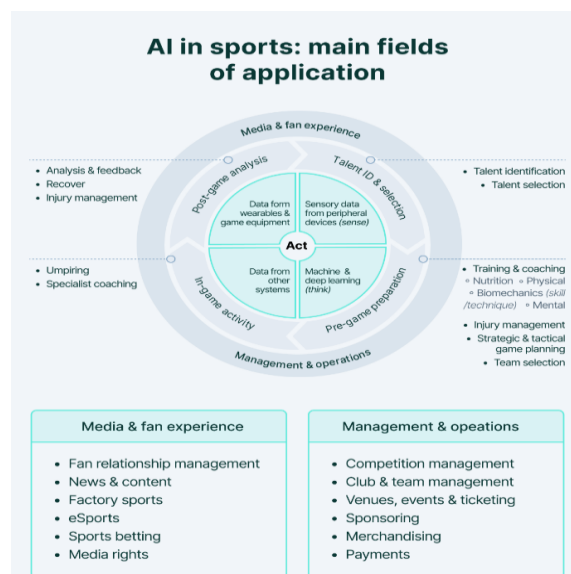 AI in sports: main fields
of application
Media & fan experience
Post-game analysis
Talent ID & selection
• Analysis & feedback
• Recover
• Injury management
• Talent identification
• Talent selection
Data form
wearables &
game equipment
Sensory data
from peripheral
devices (sense)
Act
Data from
other
systems
Machine &
deep learning
(think)
• Umpiring
• Specialist coaching
In-game activity
Pre-game preparation
• Training & coaching
∘ Nutrition ∘ Physical
∘ Biomechanics (skill
/technique) ∘ Mental
• Injury management
• Strategic & tactical
game planning
• Team selection
Management & operations
Media & fan experience
• Fan relationship management
• News & content
• Factory sports
• eSports
• Sports betting
• Media rights
Management & opeations
• Competition management
• Club & team management
• Venues, events & ticketing
• Sponsoring
• Merchandising
• Payments